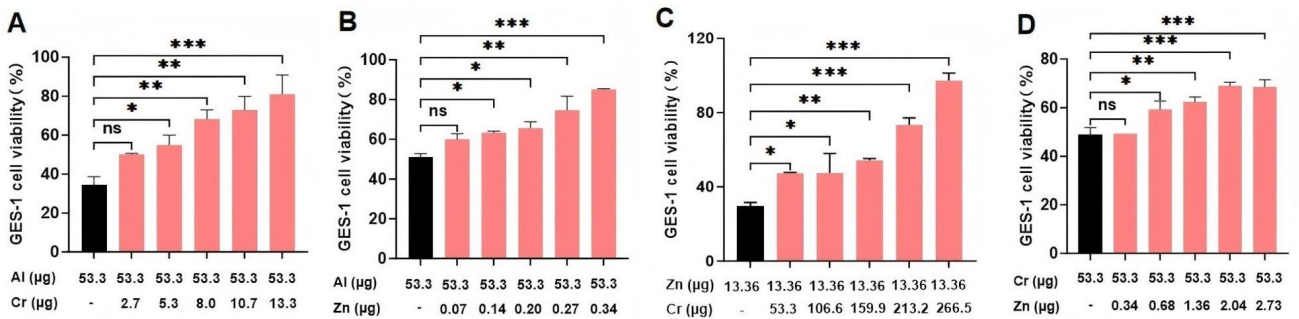 A
GES-1 cell viability ( %)
100
80
60
40
20
0
ns
*
**
**
***
Al (μg) 53.3 53.3 53.3 53.3 53.3 53.3
Cr (μg) - 2.7 5.3 8.0 10.7 13.3
B
GES-1 cell viability ( %)
100
80
60
40
20
0
ns
*
*
**
***
Al (μg) 53.3 53.3 53.3 53.3 53.3 53.3
Zn (μg) - 0.07 0.14 0.20 0.27 0.34
C
GES-1 cell viability ( %)
120
80
40
0
*
*
**
***
***
Zn (μg) 13.36 13.36 13.36 13.36 13.36 13.36
Cr (μg) - 53.3 106.6 159.9 213.2 266.5
D
GES-1 cell viability ( %)
80
60
40
20
0
ns
*
**
***
***
Cr (μg) 53.3 53.3 53.3 53.3 53.3 53.3
Zn (μg) - 0.34 0.68 1.36 2.04 2.73